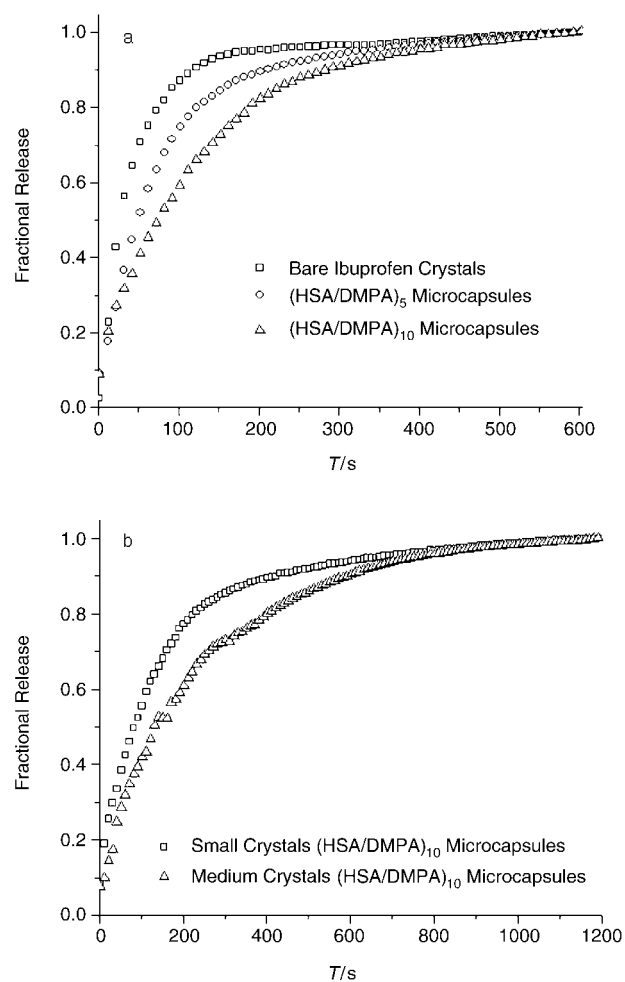 a
1.0
0.8
0.6
0.4
0.2
0.0
Fractional Release
Bare Ibuprofen Crystals
(HSA/DMPA)5 Microcapsules
(HSA/DMPA)10 Microcapsules
0 100 200 300 400 500 600
T/s
b
1.0
0.8
0.6
0.4
0.2
0.0
Fractional Release
Small Crystals (HSA/DMPA)10 Microcapsules
Medium Crystals (HSA/DMPA)10 Microcapsules
0 200 400 600 800 1000 1200
T/s